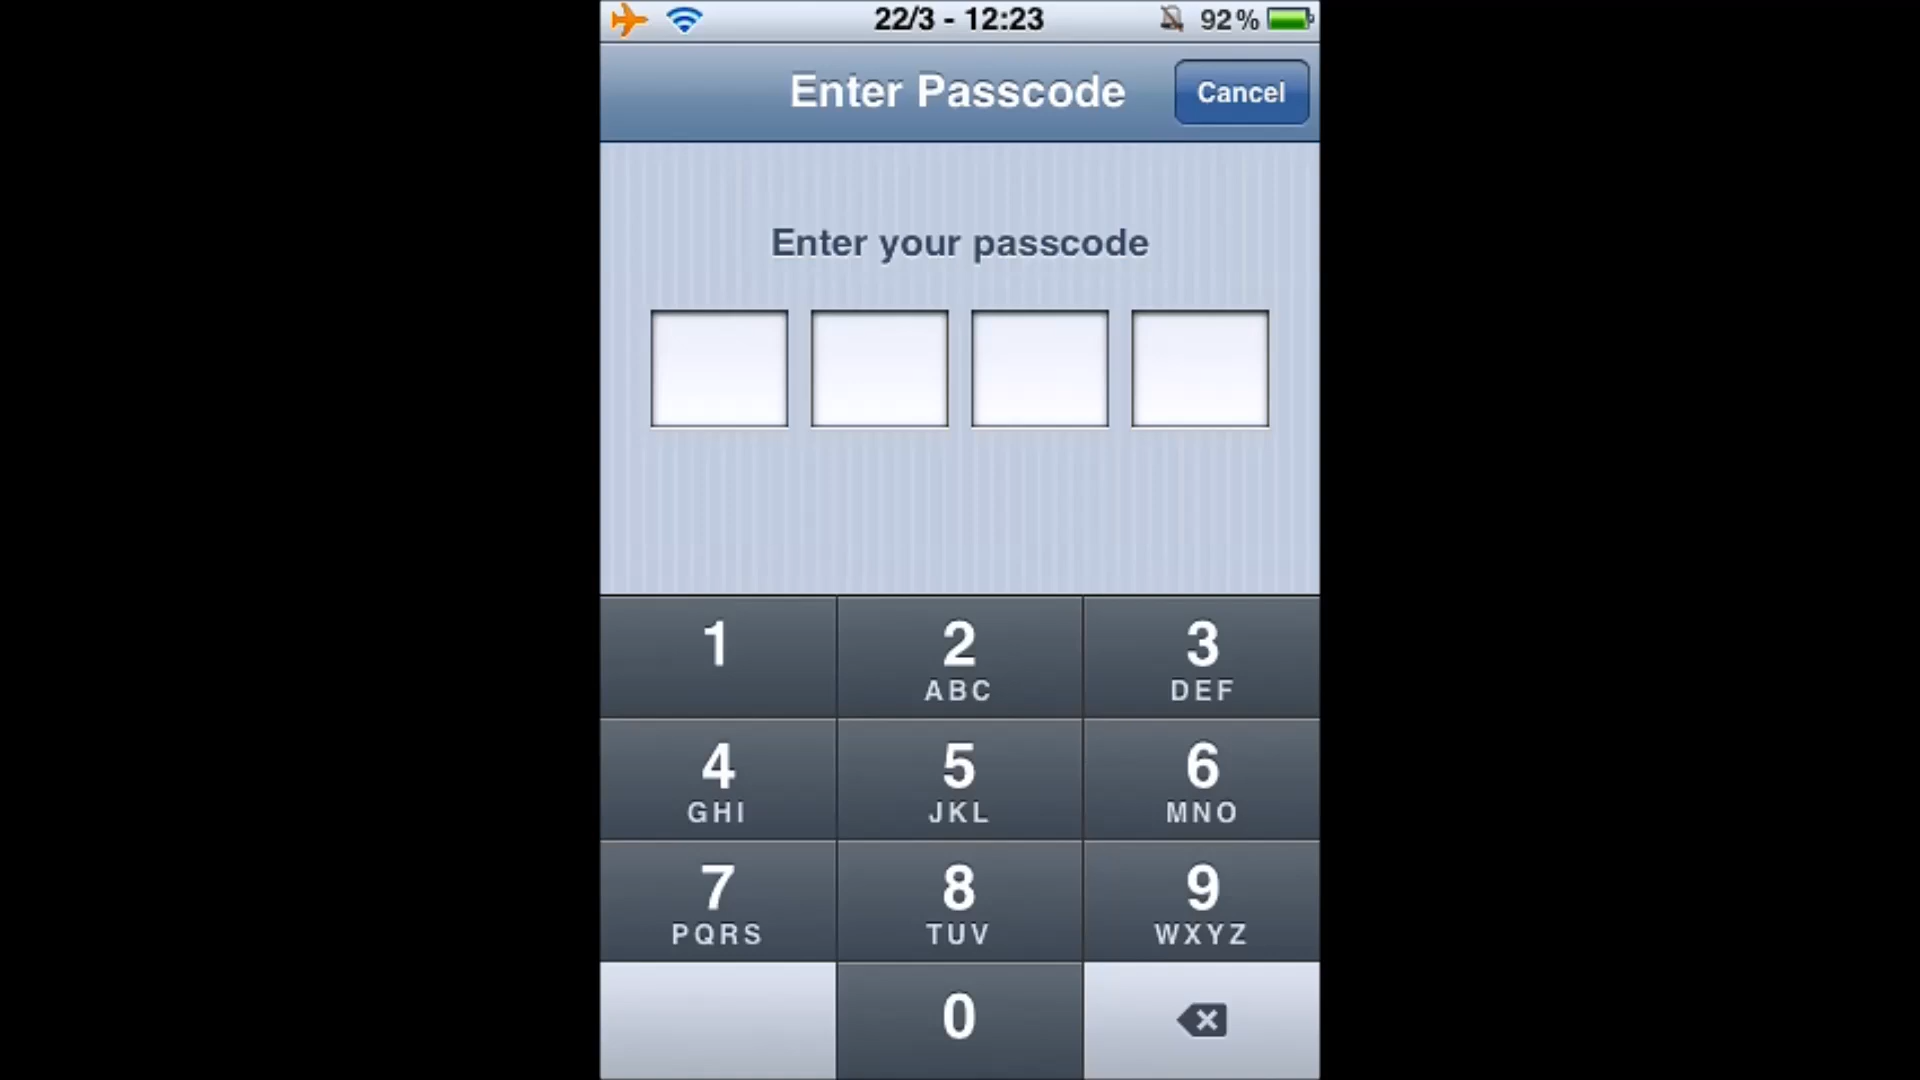 22/3 - 12:23 92%
Enter Passcode Cancel
Enter your passcode
1 2 3
ABC DEF
4 5 6
GHI JKL MNO
7 8 9
PQRS TUV WXYZ
0